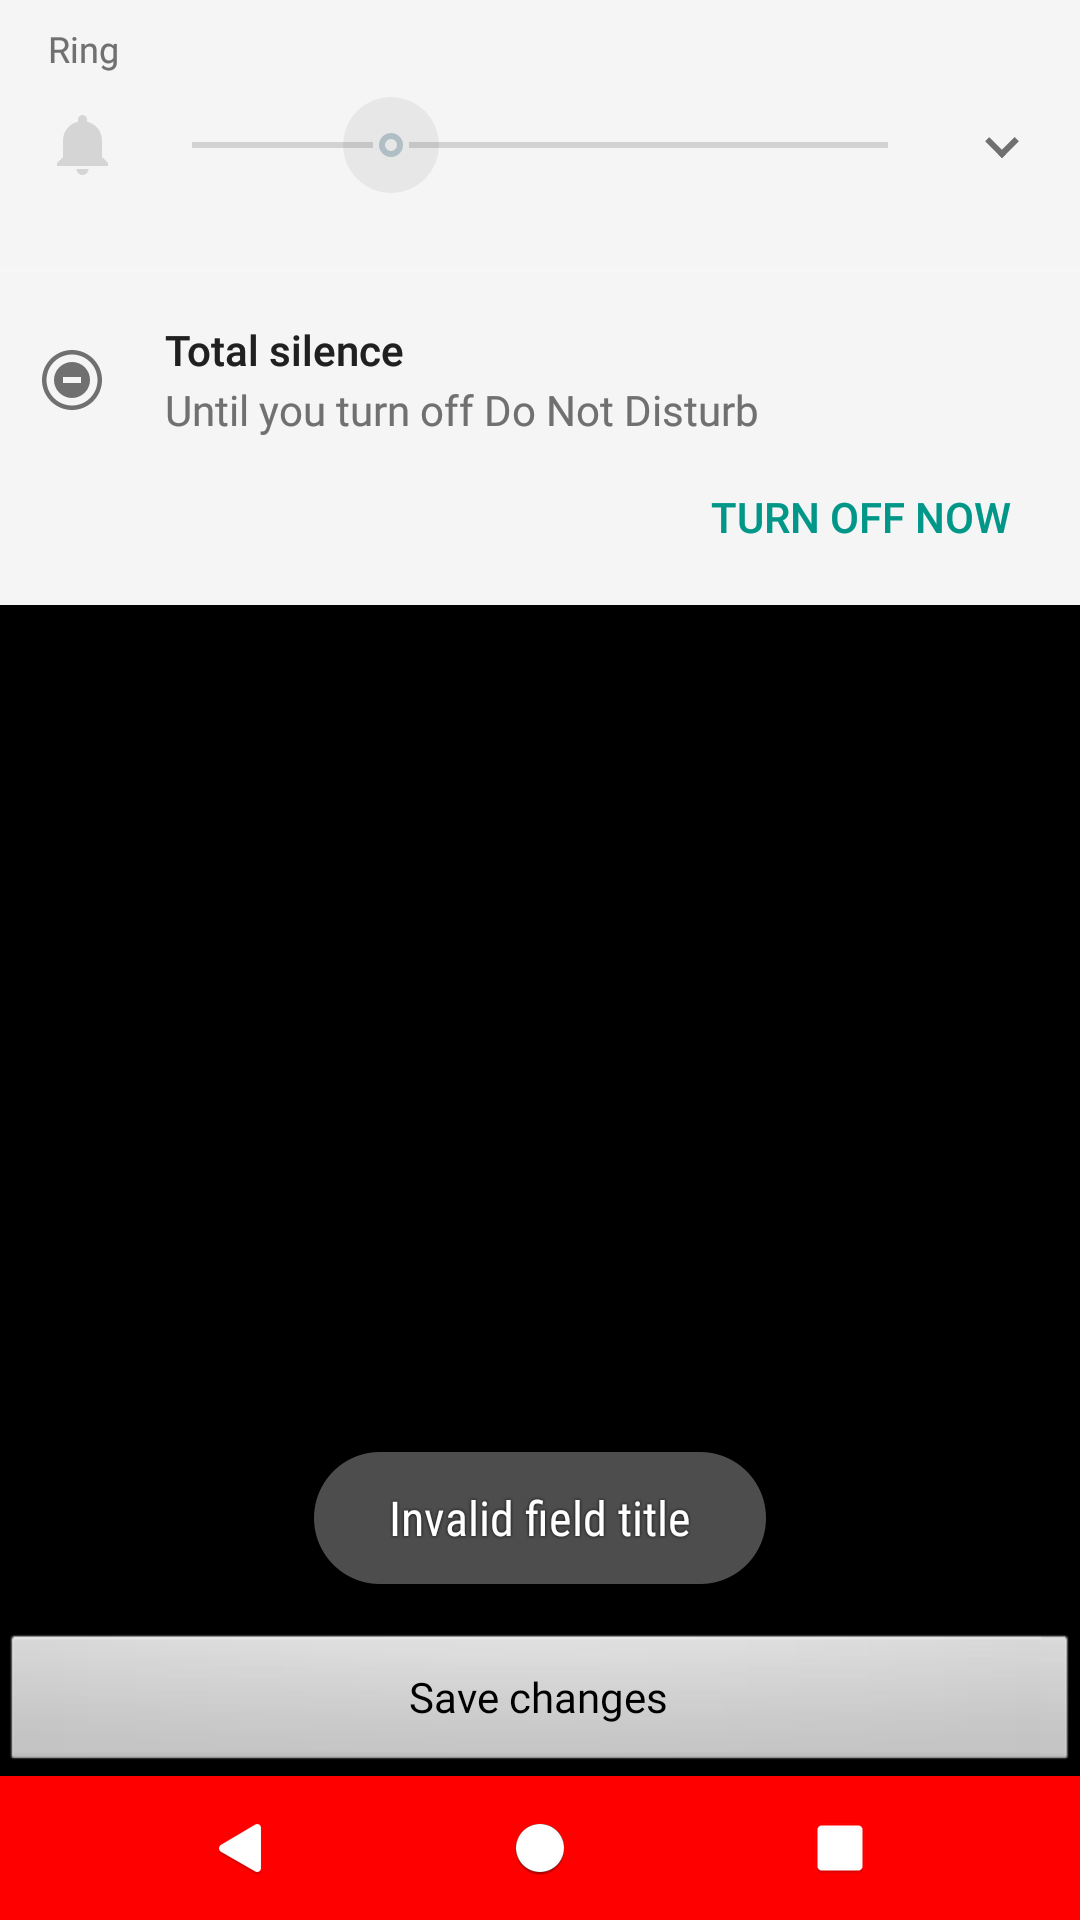 Ring
Total silence
Until you turn off Do Not Disturb
TURN OFF NOW
Invalid field title
Save changes